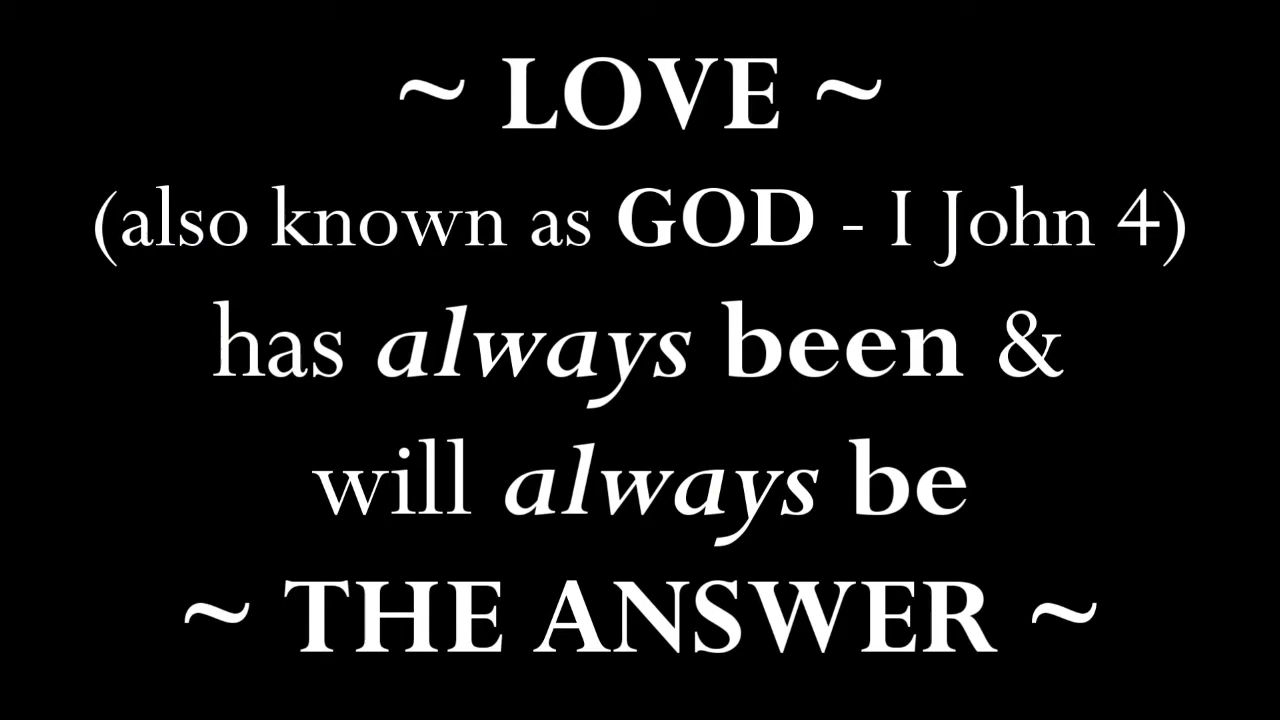 ~ LOVE ~
(also known as GOD - I John 4)
has always been &
will always be
~ THE ANSWER ~